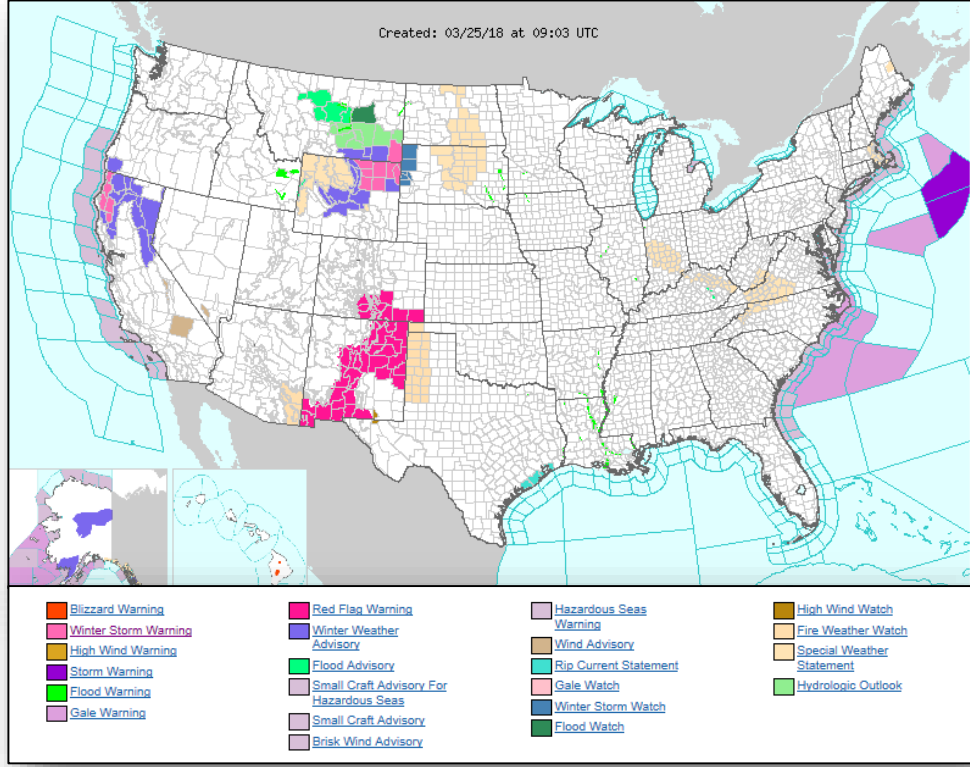 Created: 03/25/18 at 09:03 UTC
Blizzard Warning
Winter Storm Warning
High Wind Warning
Storm Warning
Flood Warning
Gale Warning
Red Flag Warning
Winter Weather
Advisory
Flood Advisory
Small Craft Advisory For
Hazardous Seas
Small Craft Advisory
Brisk Wind Advisory
Hazardous Seas
Warning
Wind Advisory
Rip Current Statement
Gale Watch
Winter Storm Watch
Flood Watch
High Wind Watch
Fire Weather Watch
Special Weather
Statement
Hydrologic Outlook